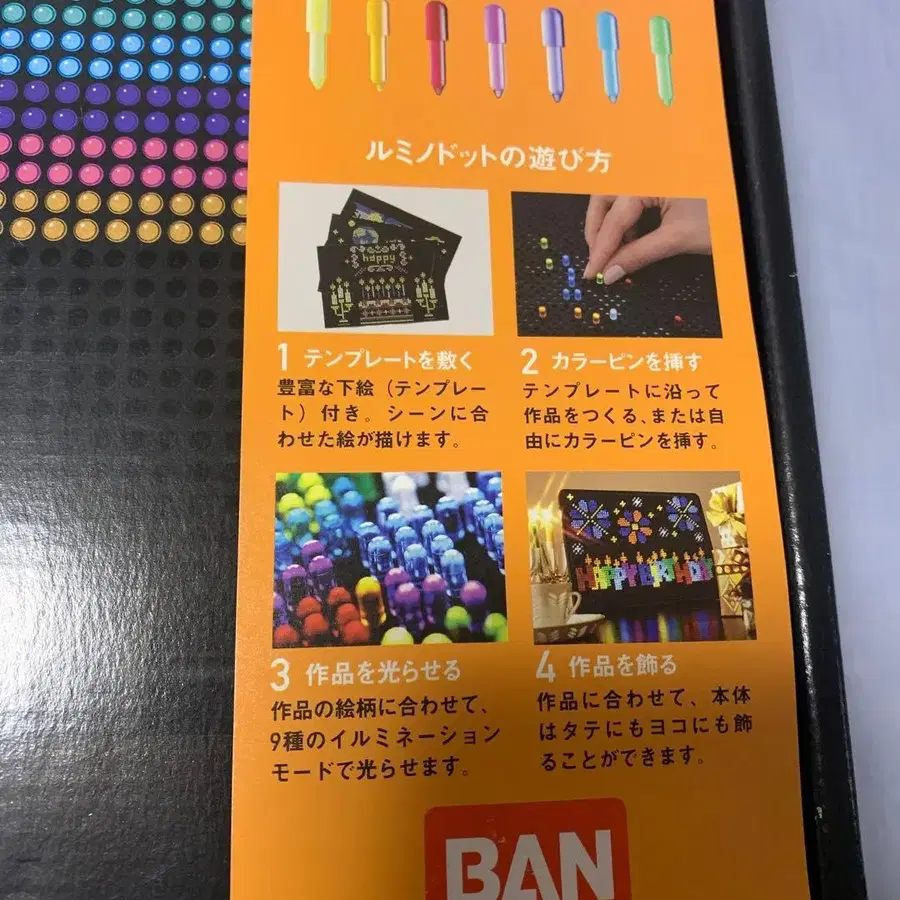 ルミノドットの遊び方
happy
1 テンプレートを敷く
豊富な下絵（テンプレー
ト）付き。シーンに合
わせた絵が描けます。
2 カラーピンを挿す
テンプレートに沿って
作品をつくる、または自
由にカラーピンを挿す。
HAPPY BIRTHDAY
3 作品を光らせる
作品の絵柄に合わせて、
9種のイルミネーション
モードで光らせます。
4 作品を飾る
作品に合わせて、本体
はタテにもヨコにも飾
ることができます。
BAN